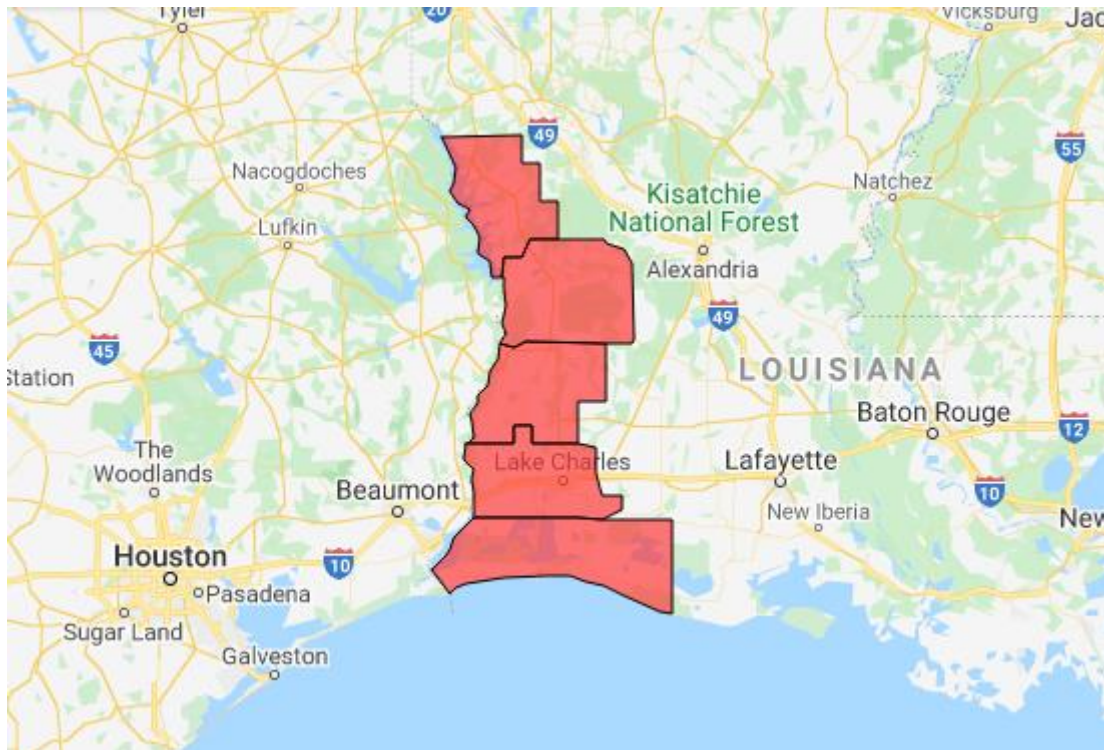 Tyler
20
Vicksburg
Jac
49
55
Nacogdoches
Kisatchie
National Forest
Natchez
Lufkin
Alexandria
49
45
Station
LOUISIANA
Baton Rouge
12
The
Woodlands
Lake Charles
Lafayette
Beaumont
10
New Iberia
New
Houston
10
Pasadena
Sugar Land
Galveston